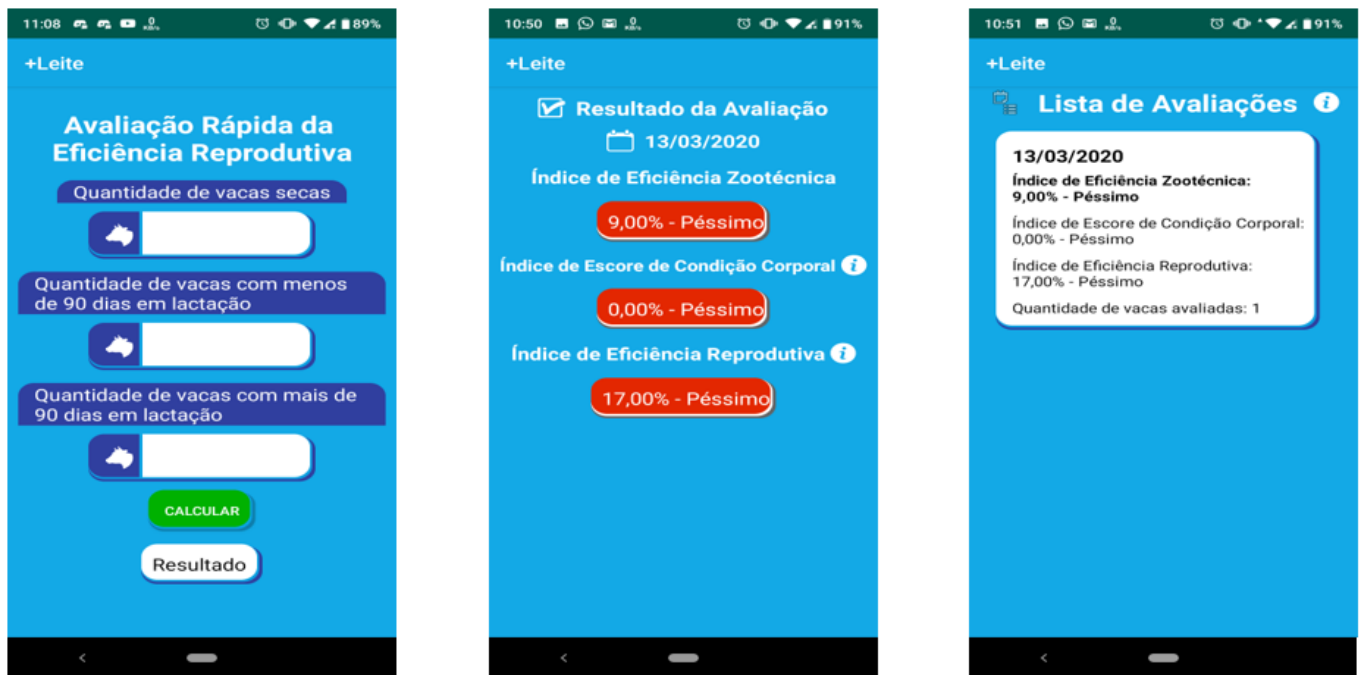 11:08
89%
+Leite
Avaliação Rápida da
Eficiência Reprodutiva
Quantidade de vacas secas
Quantidade de vacas com menos
de 90 dias em lactação
Quantidade de vacas com mais de
90 dias em lactação
CALCULAR
Resultado
10:50
91%
+Leite
Resultado da Avaliação
13/03/2020
Índice de Eficiência Zootécnica
9,00% - Péssimo
Índice de Escore de Condição Corporal i
0,00% - Péssimo
Índice de Eficiência Reprodutiva i
17,00% - Péssimo
10:51
91%
+Leite
Lista de Avaliações i
13/03/2020
Índice de Eficiência Zootécnica:
9,00% - Péssimo
Índice de Escore de Condição Corporal:
0,00% - Péssimo
Índice de Eficiência Reprodutiva:
17,00% - Péssimo
Quantidade de vacas avaliadas: 1